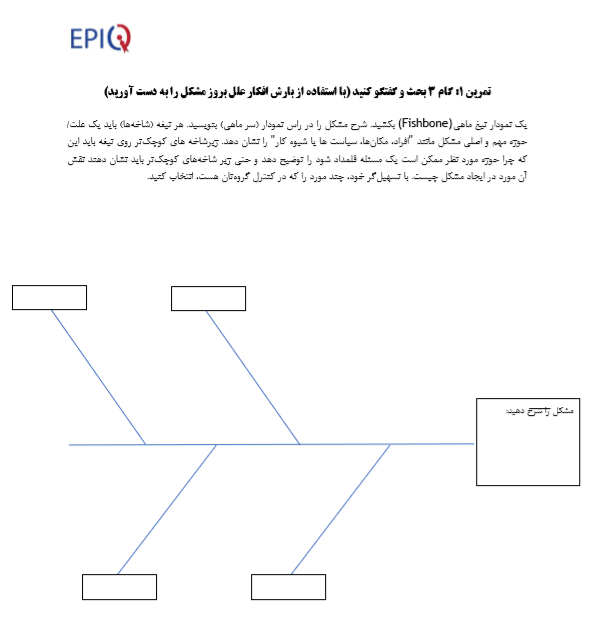 EPIQ
تمرین ۱: گام ۳ بحث و گفتگو کنید (با استفاده از بارش افکار علل بروز مشکل را به دست آورید)
یک نمودار تیغ ماهی(Fishbone) بکشید. شرح مشکل را در راس نمودار (سر ماهی) بنویسید. هر تیغه (شاخه‌ها) باید یک علت/
حوزه مهم و اصلی مشکل مانند "افراد، مکان‌ها، سیاست ها یا شیوه کار" را نشان دهد. زیرشاخه های کوچک‌تر روی تیغه باید این
که چرا حوزه مورد نظر ممکن است یک مسئله قلمداد شود را توضیح دهد و حتی زیر شاخه‌های کوچک‌تر باید نشان دهند نقش
آن مورد در ایجاد مشکل چیست. با تسهیل‌گر خود، چند مورد را که در کنترل گروه‌تان هست، انتخاب کنید.
مشکل را شرح دهید: